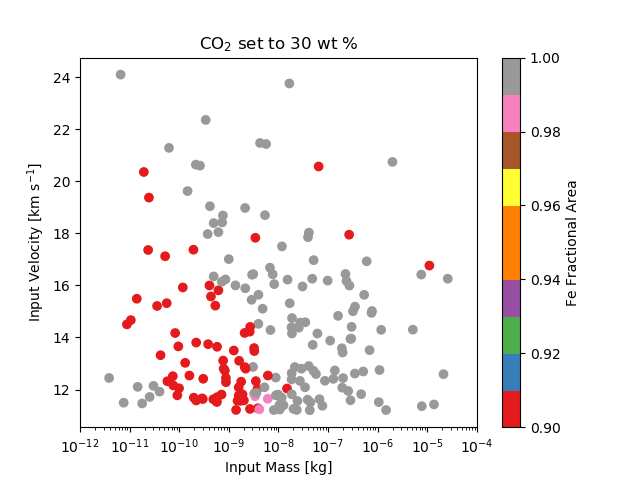 CO₂ set to 30 wt %
24
22
20
18
16
14
12
Input Velocity [km s⁻¹]
10⁻¹² 10⁻¹¹ 10⁻¹⁰ 10⁻⁹ 10⁻⁸ 10⁻⁷ 10⁻⁶ 10⁻⁵ 10⁻⁴
Input Mass [kg]
1.00
0.98
0.96
0.94
0.92
0.90
Fe Fractional Area